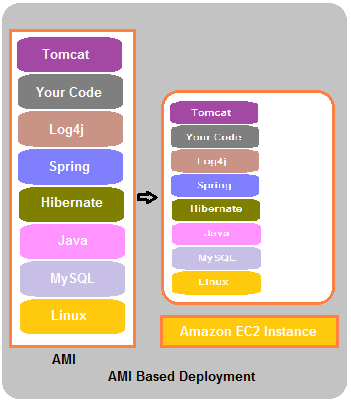 Tomcat
Your Code
Log4j
Spring
Hibernate
Java
MySQL
Linux
AMI
Tomcat
Your Code
Log4j
Spring
Hibernate
Java
MySQL
Linux
Amazon EC2 Instance
AMI Based Deployment